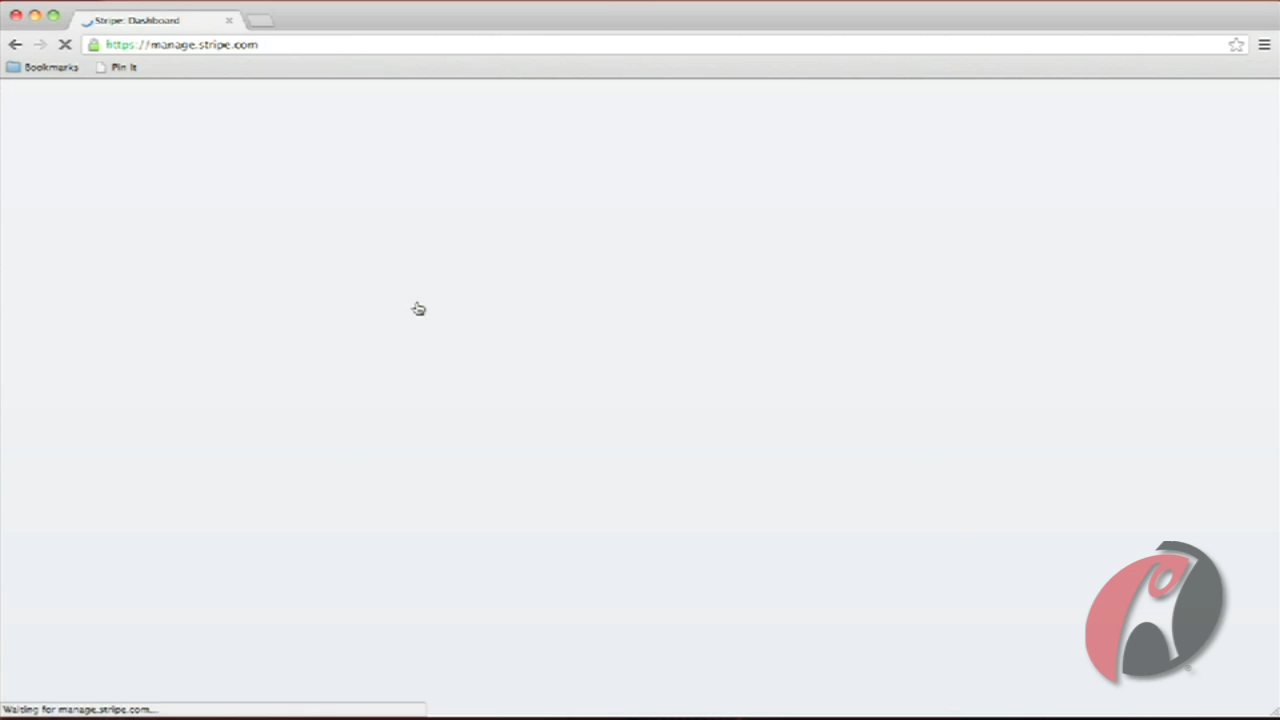 Stripe: Dashboard
https://manage.stripe.com
Bookmarks Pin It
Waiting for manage.stripe.com...